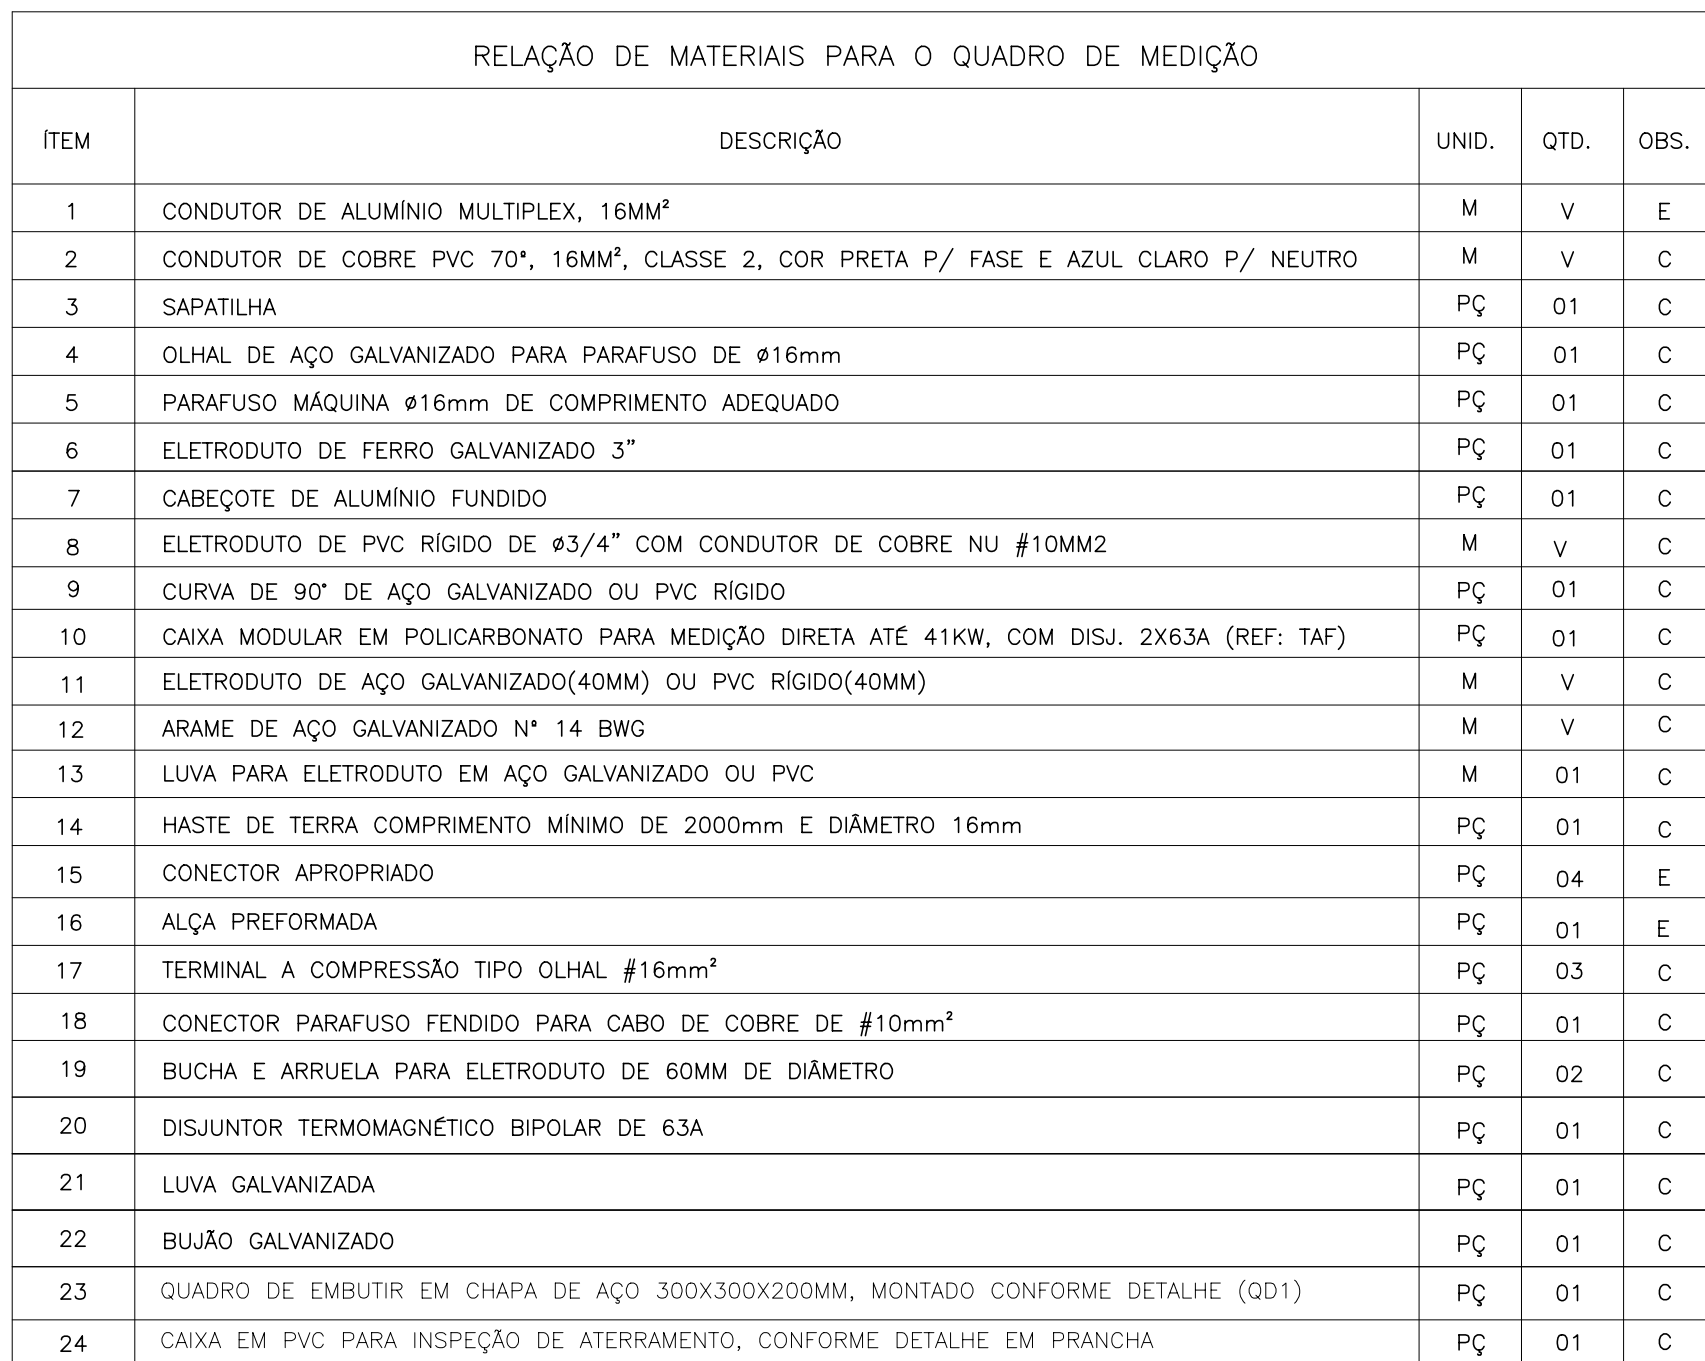 RELAÇÃO DE MATERIAIS PARA O QUADRO DE MEDIÇÃO
ÍTEM DESCRIÇÃO UNID. QTD. OBS.
1 CONDUTOR DE ALUMÍNIO MULTIPLEX, 16MM² M V E
2 CONDUTOR DE COBRE PVC 70°, 16MM², CLASSE 2, COR PRETA P/ FASE E AZUL CLARO P/ NEUTRO M V C
3 SAPATILHA PÇ 01 C
4 OLHAL DE AÇO GALVANIZADO PARA PARAFUSO DE ø16mm PÇ 01 C
5 PARAFUSO MÁQUINA ø16mm DE COMPRIMENTO ADEQUADO PÇ 01 C
6 ELETRODUTO DE FERRO GALVANIZADO 3” PÇ 01 C
7 CABEÇOTE DE ALUMÍNIO FUNDIDO PÇ 01 C
8 ELETRODUTO DE PVC RÍGIDO DE ø3/4” COM CONDUTOR DE COBRE NU #10MM2 M V C
9 CURVA DE 90° DE AÇO GALVANIZADO OU PVC RÍGIDO PÇ 01 C
10 CAIXA MODULAR EM POLICARBONATO PARA MEDIÇÃO DIRETA ATÉ 41KW, COM DISJ. 2X63A (REF: TAF) PÇ 01 C
11 ELETRODUTO DE AÇO GALVANIZADO(40MM) OU PVC RÍGIDO(40MM) M V C
12 ARAME DE AÇO GALVANIZADO N° 14 BWG M V C
13 LUVA PARA ELETRODUTO EM AÇO GALVANIZADO OU PVC M 01 C
14 HASTE DE TERRA COMPRIMENTO MÍNIMO DE 2000mm E DIÂMETRO 16mm PÇ 01 C
15 CONECTOR APROPRIADO PÇ 04 E
16 ALÇA PREFORMADA PÇ 01 E
17 TERMINAL A COMPRESSÃO TIPO OLHAL #16mm² PÇ 03 C
18 CONECTOR PARAFUSO FENDIDO PARA CABO DE COBRE DE #10mm² PÇ 01 C
19 BUCHA E ARRUELA PARA ELETRODUTO DE 60MM DE DIÂMETRO PÇ 02 C
20 DISJUNTOR TERMOMAGNÉTICO BIPOLAR DE 63A PÇ 01 C
21 LUVA GALVANIZADA PÇ 01 C
22 BUJÃO GALVANIZADO PÇ 01 C
23 QUADRO DE EMBUTIR EM CHAPA DE AÇO 300X300X200MM, MONTADO CONFORME DETALHE (QD1) PÇ 01 C
24 CAIXA EM PVC PARA INSPEÇÃO DE ATERRAMENTO, CONFORME DETALHE EM PRANCHA PÇ 01 C